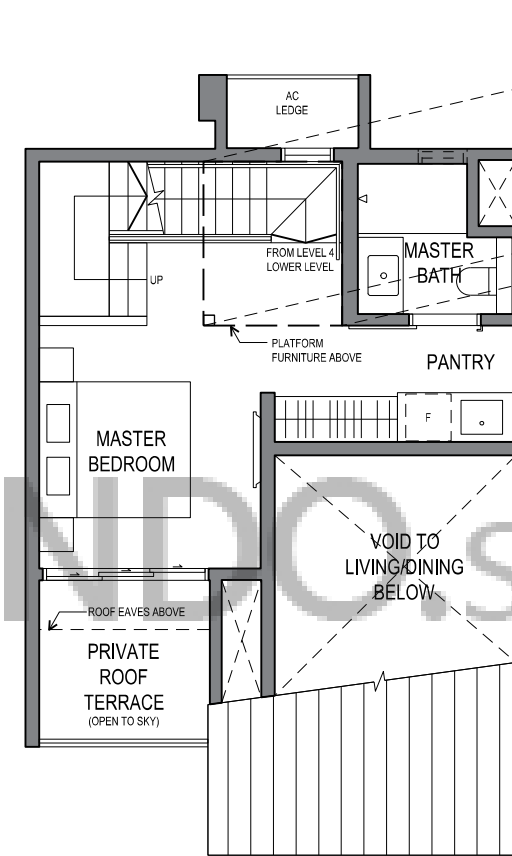 AC
LEDGE
FROM LEVEL 4
LOWER LEVEL
MASTER
BATH
UP
PLATFORM
FURNITURE ABOVE
PANTRY
F
MASTER
BEDROOM
NDO.s
VOID TO
LIVING/DINING
BELOW
ROOF EAVES ABOVE
PRIVATE
ROOF
TERRACE
(OPEN TO SKY)